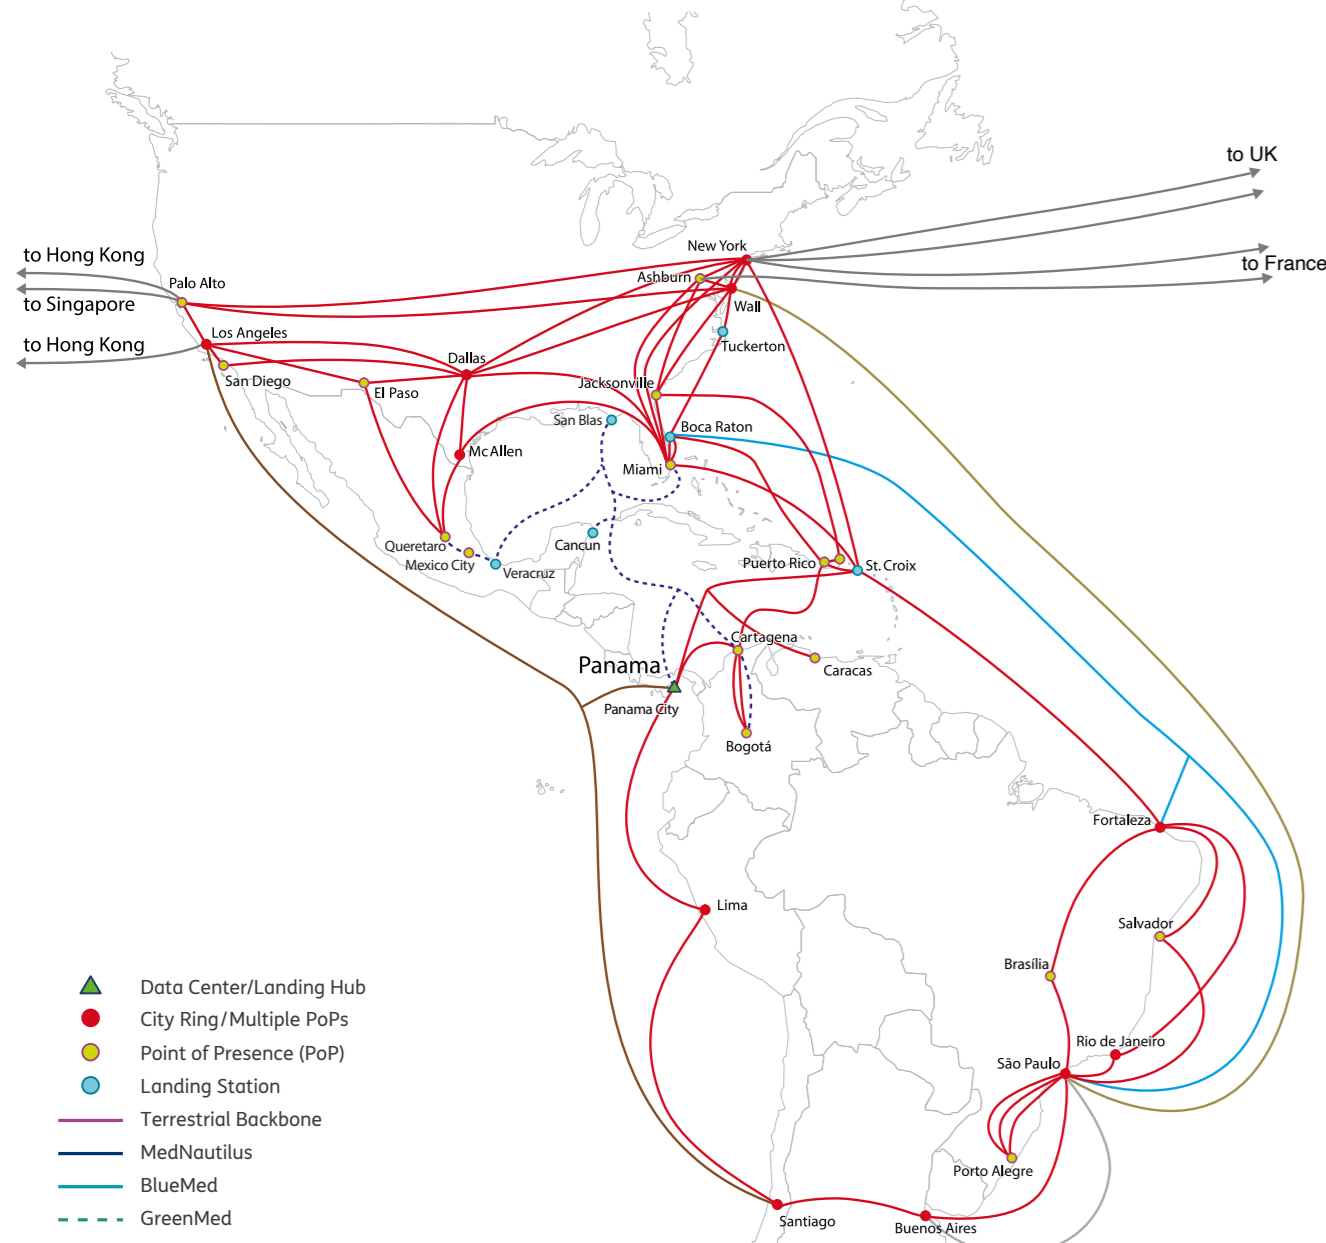 to UK
New York
to Hong Kong
Ashburn
to France
Palo Alto
to Singapore
Wall
Los Angeles
to Hong Kong
Tuckerton
Dallas
San Diego
Jacksonville
El Paso
San Blas
Boca Raton
Mc Allen
Miami
Queretaro
Cancun
Mexico City
Puerto Rico
St. Croix
Veracruz
Cartagena
Panama
Caracas
Panama City
Bogotá
Fortaleza
Lima
Salvador
Brasília
Data Center/Landing Hub
City Ring/Multiple PoPs
Rio de Janeiro
Point of Presence (PoP)
São Paulo
Landing Station
Terrestrial Backbone
MedNautilus
Porto Alegre
BlueMed
GreenMed
Santiago
Buenos Aires